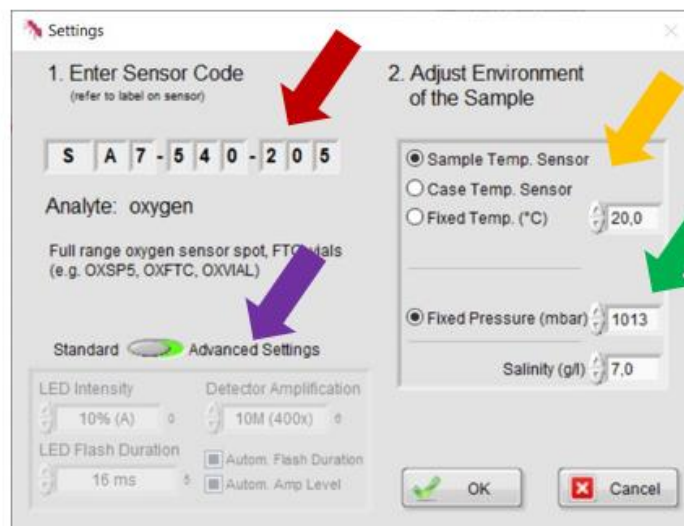 Settings
1. Enter Sensor Code
(refer to label on sensor)
S A 7 - 5 4 0 - 2 0 5
Analyte: oxygen
Full range oxygen sensor spot, FTC, vials
(e.g. OXSP5, OXFTC, OXVIAL)
Standard Advanced Settings
LED Intensity Detector Amplification
10% (A) 10M (400x)
LED Flash Duration
16 ms
Autom. Flash Duration
Autom. Amp Level
2. Adjust Environment
of the Sample
Sample Temp. Sensor
Case Temp. Sensor
Fixed Temp. (°C) 20,0
Fixed Pressure (mbar) 1013
Salinity (g/l) 7,0
OK Cancel